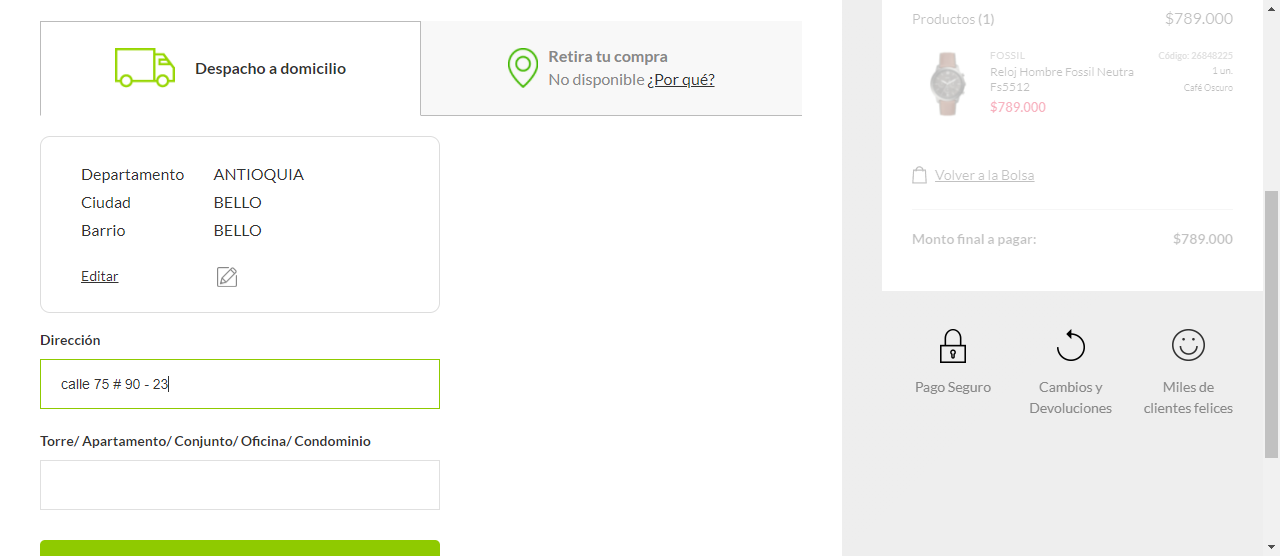 Despacho a domicilio
Retira tu compra
No disponible ¿Por qué?
Departamento ANTIOQUIA
Ciudad BELLO
Barrio BELLO
Editar
Dirección
calle 75 # 90 - 23
Torre/ Apartamento/ Conjunto/ Oficina/ Condominio
Productos (1) $789.000
FOSSIL Código: 26848225
Reloj Hombre Fossil Neutra 1 un.
Fs5512 Café Oscuro
$789.000
Volver a la Bolsa
Monto final a pagar: $789.000
Pago Seguro
Cambios y
Devoluciones
Miles de
clientes felices